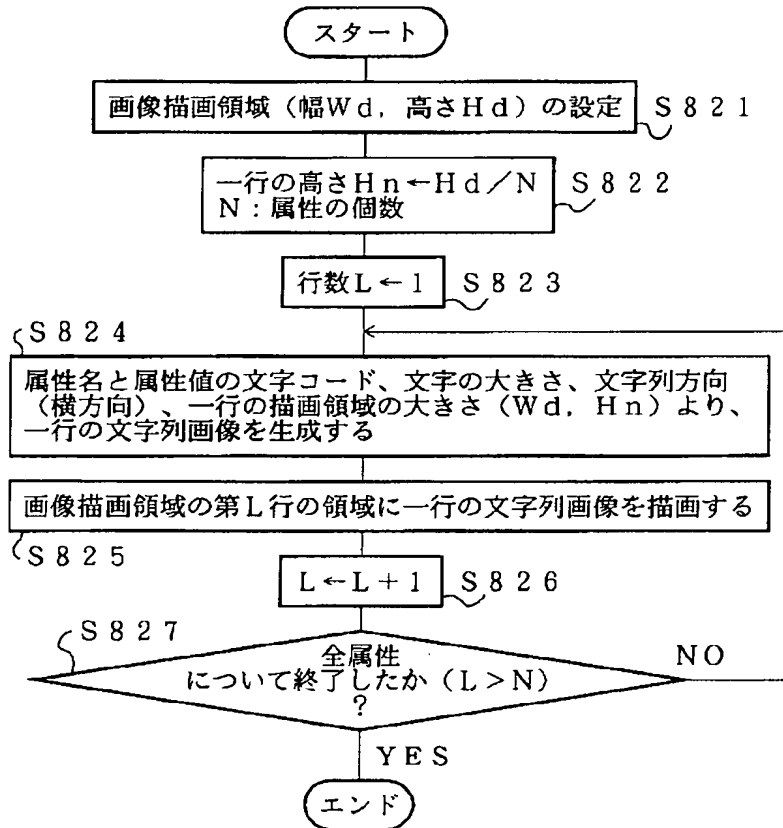 スタート
画像描画領域（幅Wd，高さHd）の設定
S821
一行の高さHn←Hd／N
N：属性の個数
S822
行数L←1
S823
S824
属性名と属性値の文字コード、文字の大きさ、文字列方向
（横方向）、一行の描画領域の大きさ（Wd，Hn）より、
一行の文字列画像を生成する
画像描画領域の第L行の領域に一行の文字列画像を描画する
S825
L←L＋1
S826
S827
全属性
について終了したか（L＞N）
？
NO
YES
エンド